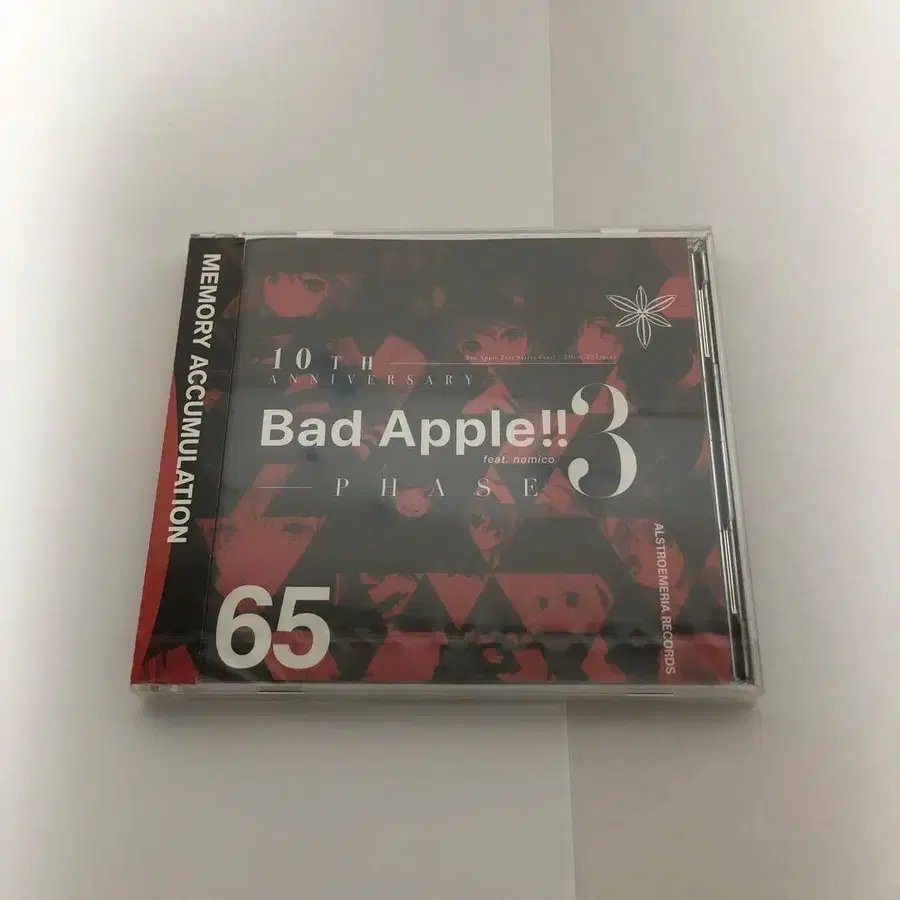 MEMORY ACCUMULATION
10TH
ANNIVERSARY
Bad Apple!!
feat. nomico
PHASE 3
65
ALSTROEMERIA RECORDS